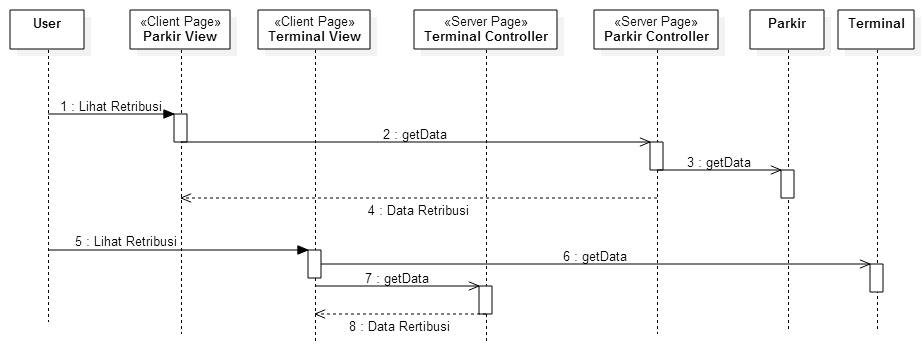 User
«Client Page»
Parkir View
«Client Page»
Terminal View
«Server Page»
Terminal Controller
«Server Page»
Parkir Controller
Parkir
Terminal
1 : Lihat Retribusi
2 : getData
3 : getData
4 : Data Retribusi
5 : Lihat Retribusi
6 : getData
7 : getData
8 : Data Rertibusi